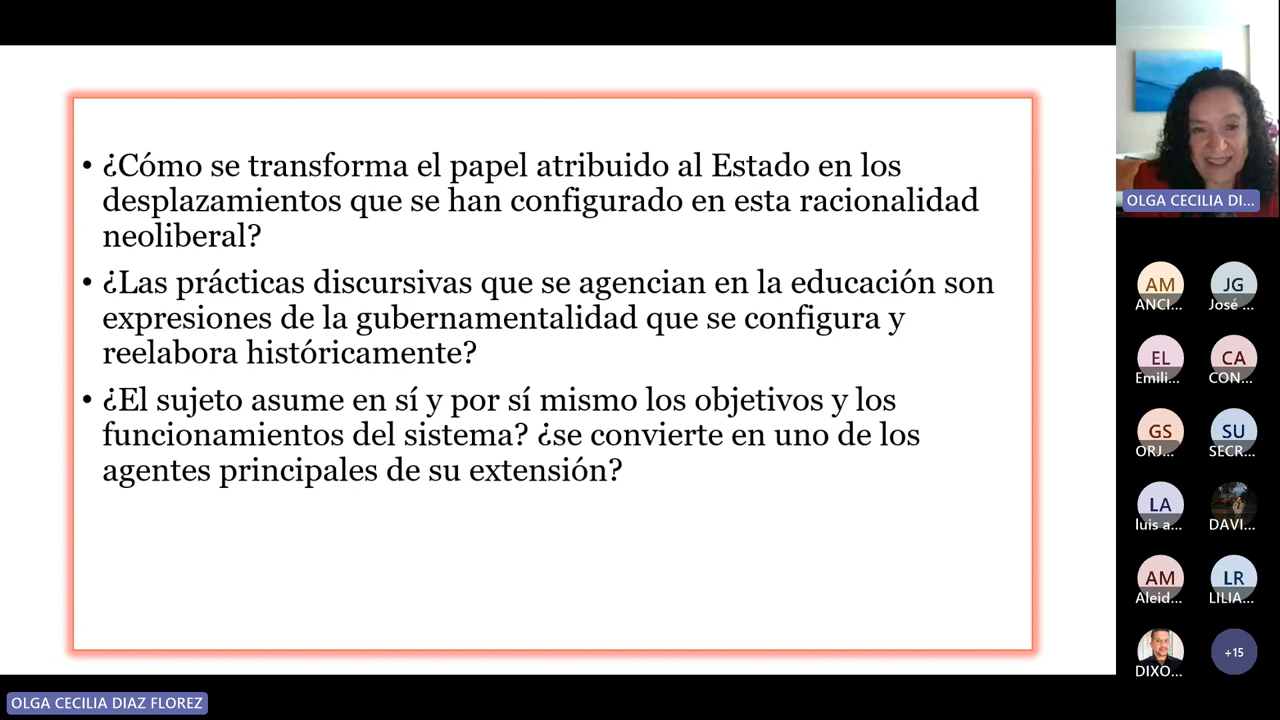 • ¿Cómo se transforma el papel atribuido al Estado en los
desplazamientos que se han configurado en esta racionalidad
neoliberal?
• ¿Las prácticas discursivas que se agencian en la educación son
expresiones de la gubernamentalidad que se configura y
reelabora históricamente?
• ¿El sujeto asume en sí y por sí mismo los objetivos y los
funcionamientos del sistema? ¿se convierte en uno de los
agentes principales de su extensión?
OLGA CECILIA DIAZ FLOREZ
OLGA CECILIA DI...
AM
ANCI...
JG
José ...
EL
Emili...
CA
CON...
GS
ORJ...
SU
SECR...
LA
luis a...
DAVI...
AM
Aleid...
LR
LILIA...
DIXO...
+15